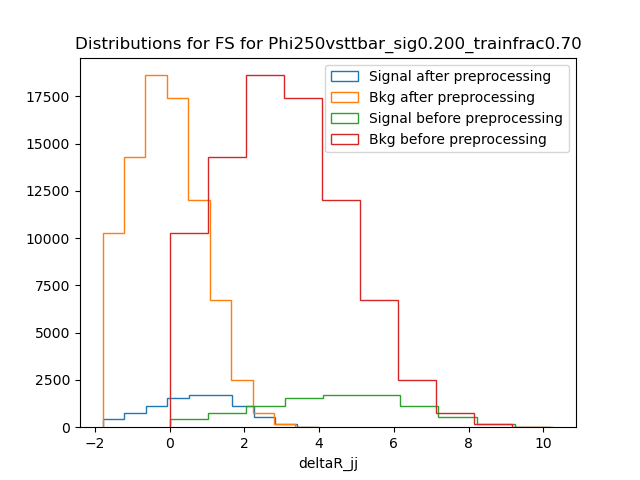 Distributions for FS for Phi250vsttbar_sig0.200_trainfrac0.70
Signal after preprocessing
Bkg after preprocessing
Signal before preprocessing
Bkg before preprocessing
17500
15000
12500
10000
7500
5000
2500
0
−2 0 2 4 6 8 10
deltaR_jj